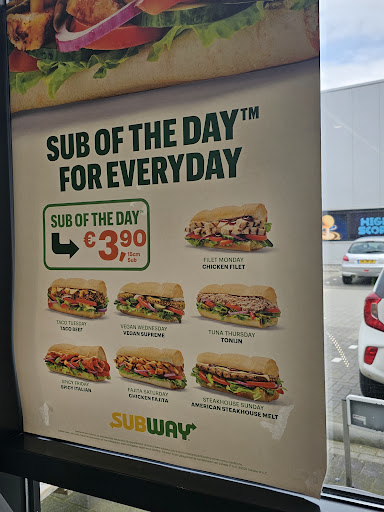 SUB OF THE DAY™
FOR EVERYDAY
SUB OF THE DAY
€ 3,90
15cm
Sub
FILET MONDAY
CHICKEN FILET
TACO TUESDAY
TACO BEEF
VEGAN WEDNESDAY
VEGAN SUPREME
TUNA THURSDAY
TONIJN
SPICY FRIDAY
SPICY ITALIAN
FAJITA SATURDAY
CHICKEN FAJITA
STEAKHOUSE SUNDAY
AMERICAN STEAKHOUSE MELT
SUBWAY
HIGH
SCOR